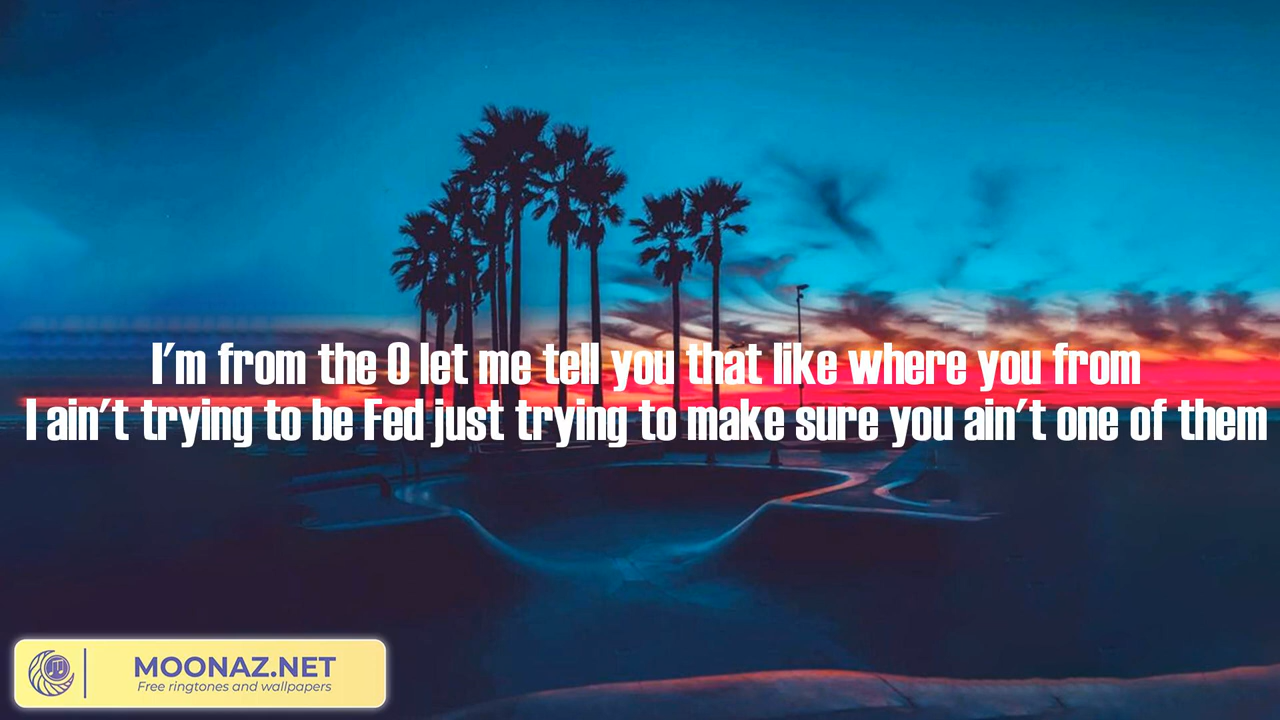 I'm from the O let me tell you that like where you from
I ain't trying to be Fed just trying to make sure you ain't one of them
MOONAZ.NET
Free ringtones and wallpapers